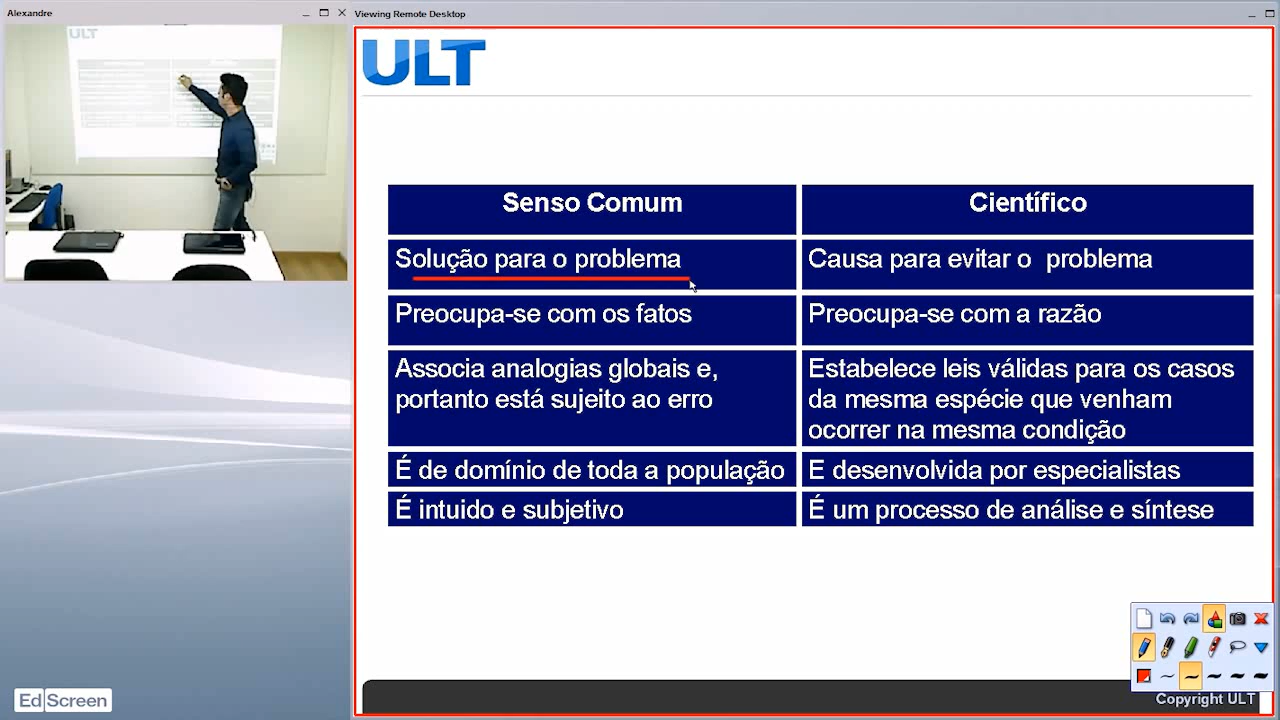 Alexandre
ULT
Viewing Remote Desktop
ULT
Senso Comum
Científico
Solução para o problema
Causa para evitar o problema
Preocupa-se com os fatos
Preocupa-se com a razão
Associa analogias globais e,
portanto está sujeito ao erro
Estabelece leis válidas para os casos
da mesma espécie que venham
ocorrer na mesma condição
É de domínio de toda a população
E desenvolvida por especialistas
É intuido e subjetivo
É um processo de análise e síntese
Ed Screen
Copyright ULT